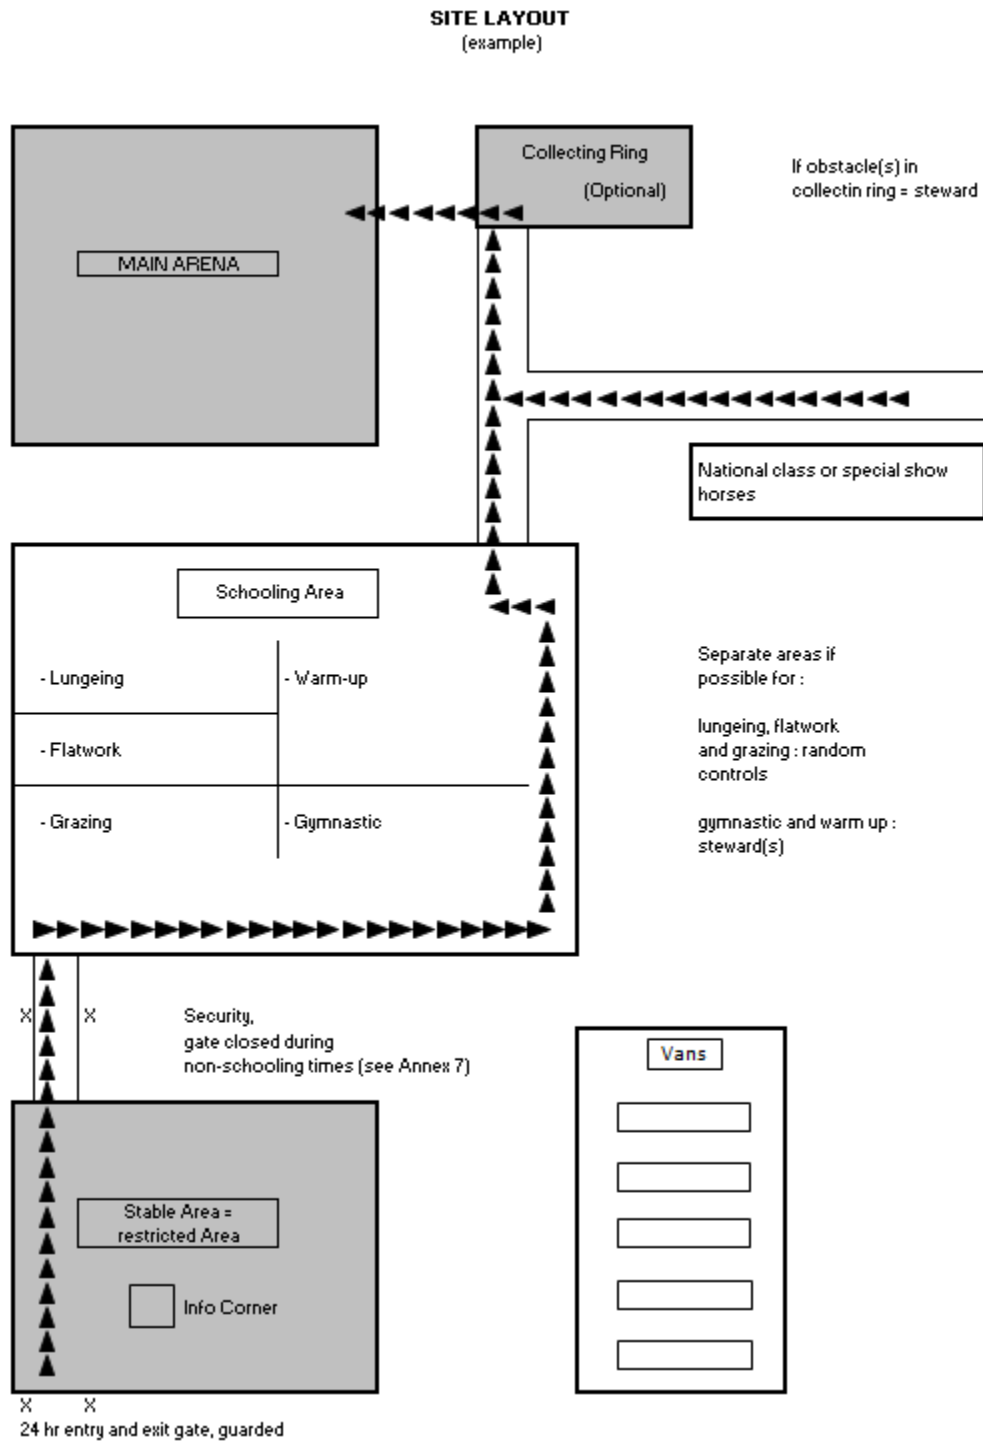 SITE LAYOUT
(example)
Collecting Ring
(Optional)
If obstacle(s) in
collectin ring = steward
MAIN ARENA
National class or special show
horses
Schooling Area
- Lungeing
- Warm-up
- Flatwork
- Grazing
- Gymnastic
Separate areas if
possible for :
lungeing, flatwork
and grazing : random
controls
gymnastic and warm up :
steward(s)
X X
Security,
gate closed during
non-schooling times (see Annex 7)
Vans
Stable Area =
restricted Area
Info Corner
X X
24 hr entry and exit gate, guarded